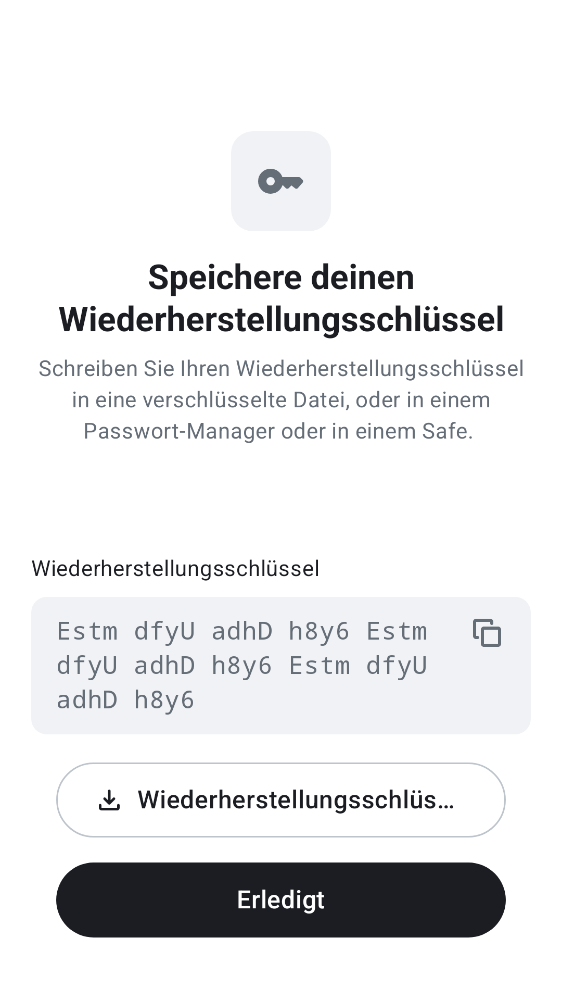 Speichere deinen
Wiederherstellungsschlüssel
Schreiben Sie Ihren Wiederherstellungsschlüssel
in eine verschlüsselte Datei, oder in einem
Passwort-Manager oder in einem Safe.
Wiederherstellungsschlüssel
Estm dfyU adhD h8y6 Estm
dfyU adhD h8y6 Estm dfyU
adhD h8y6
Wiederherstellungsschlüs…
Erledigt